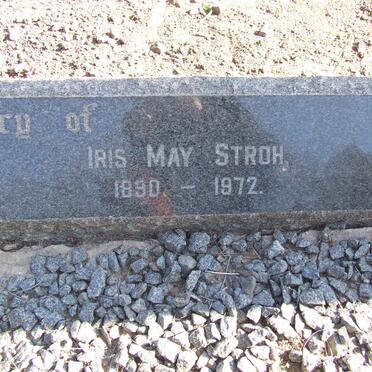 ry of
IRIS MAY STROH
1890 - 1972.